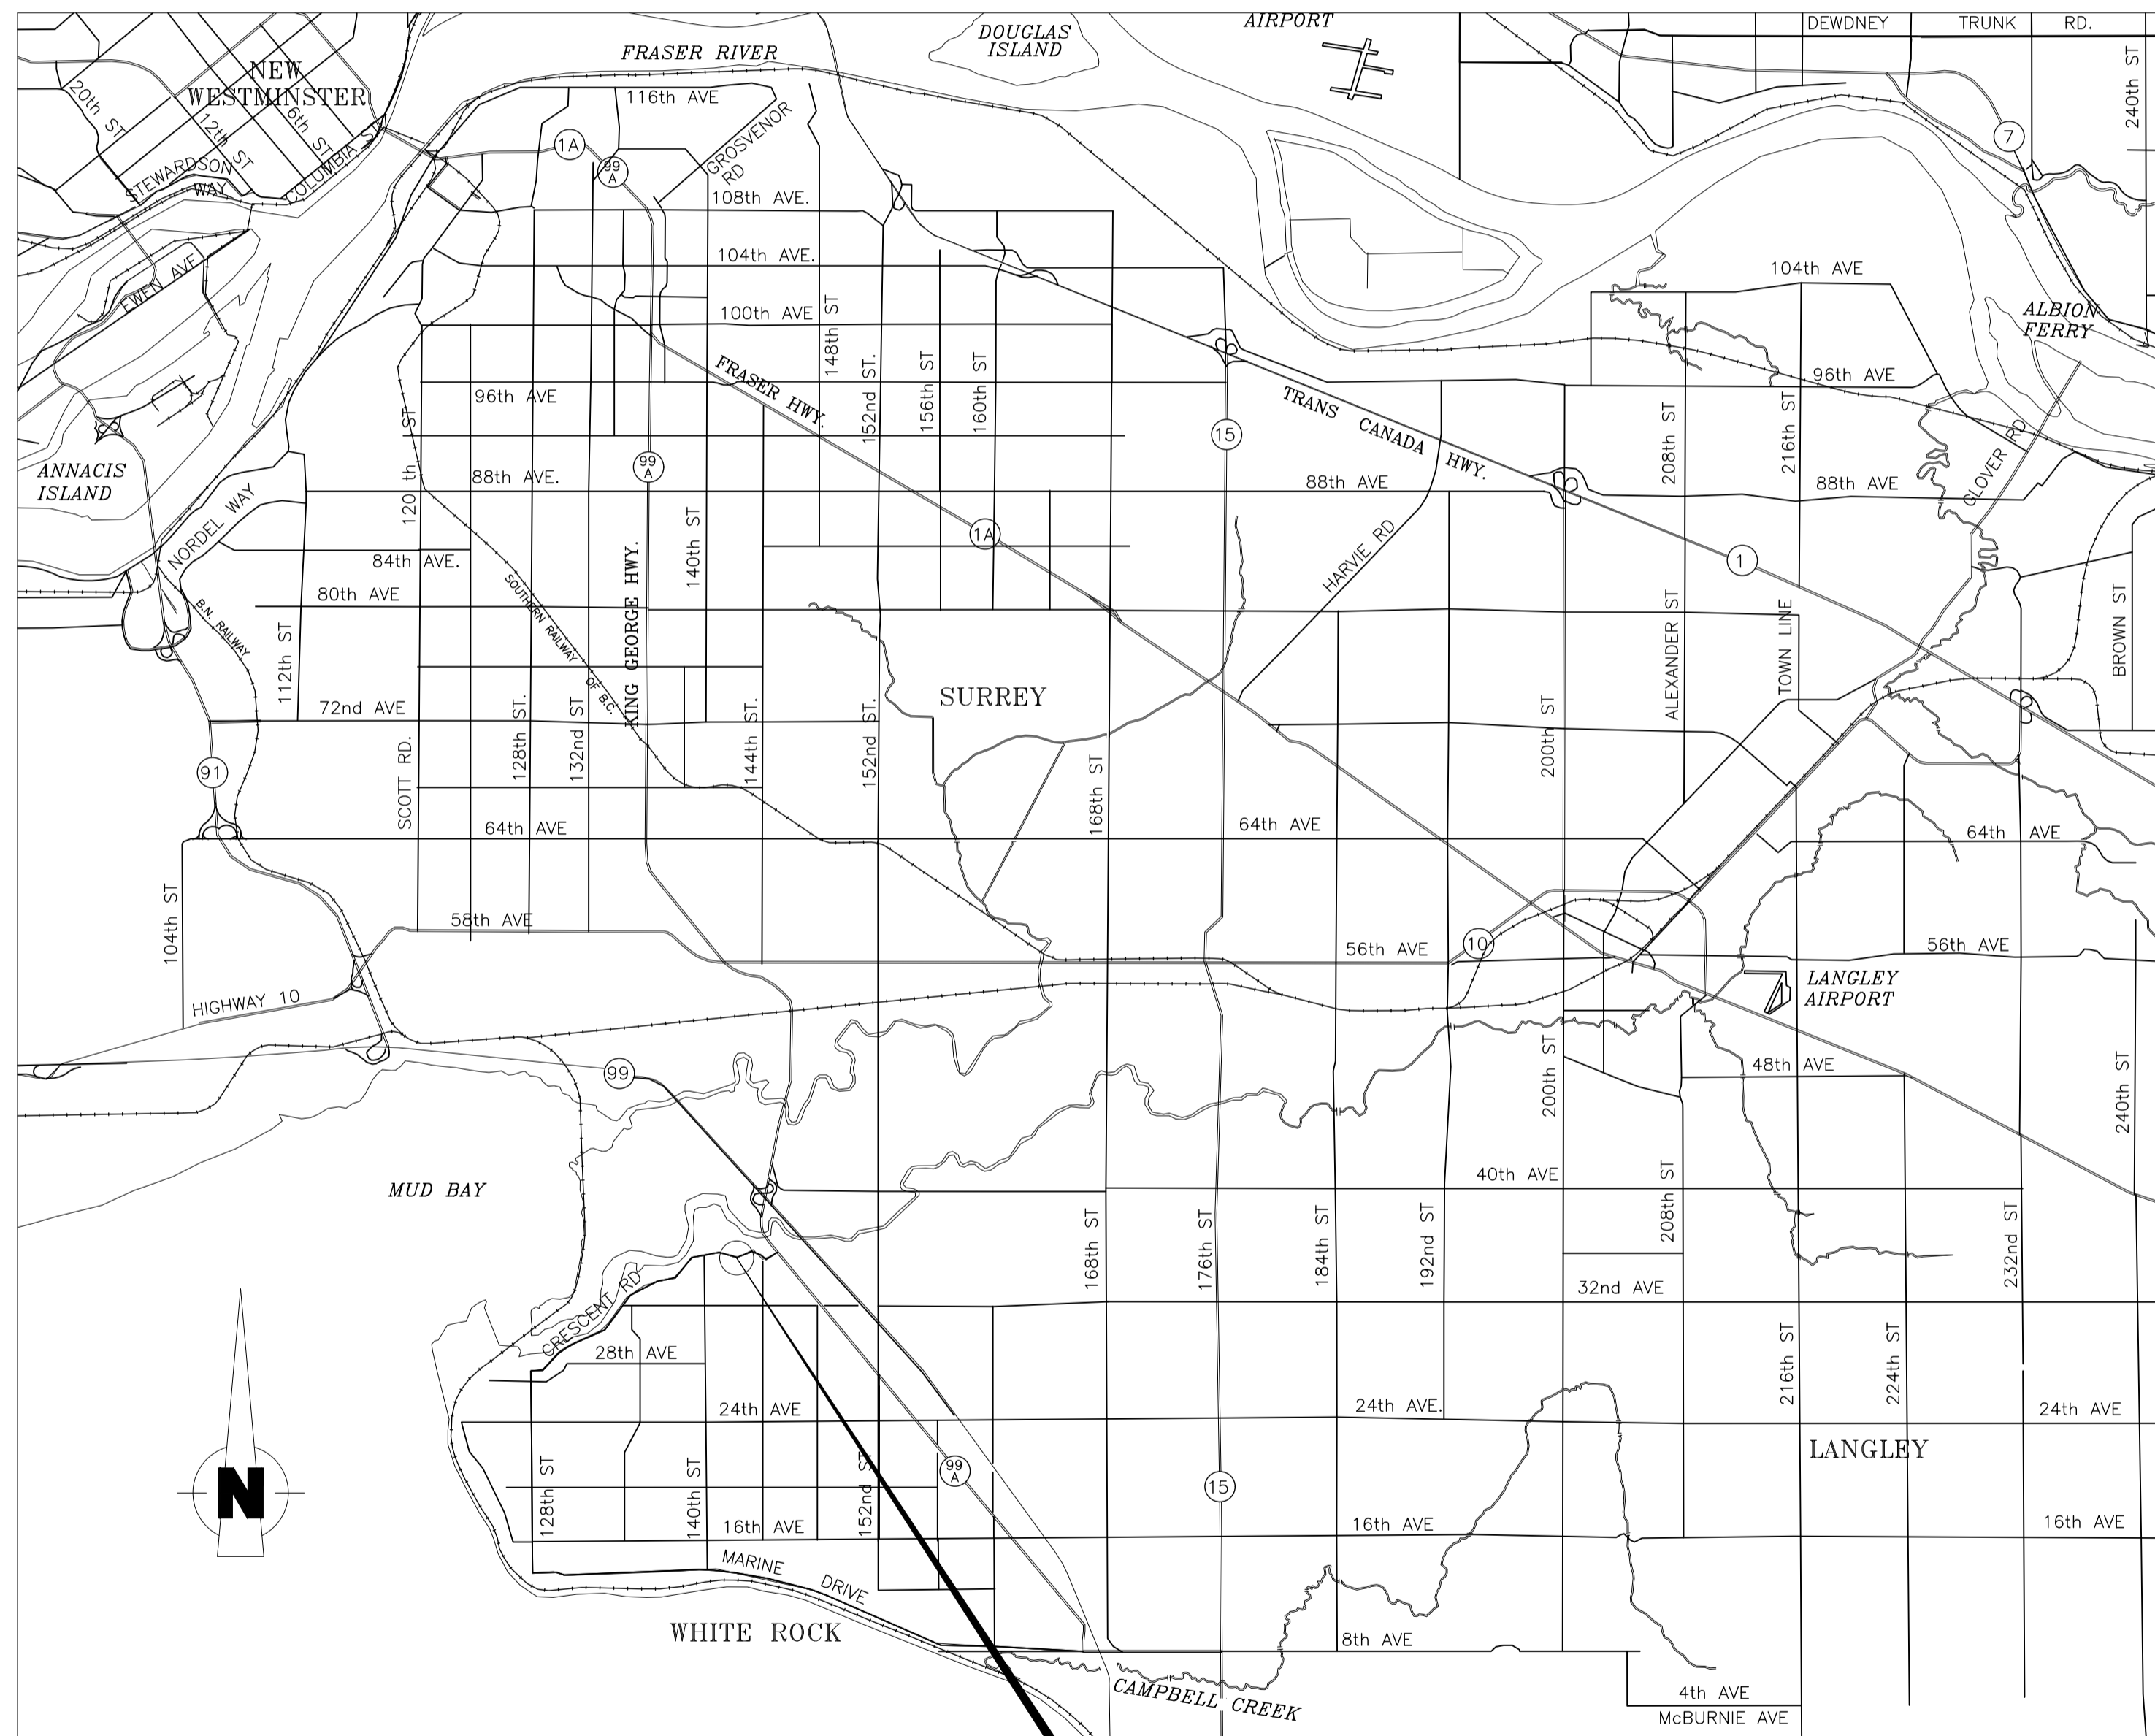 AIRPORT
DEWDNEY TRUNK RD.
DOUGLAS
ISLAND
FRASER RIVER
240th ST
NEW
WESTMINSTER
20th ST
12th ST
6th ST
COLUMBIA ST
STEWARDSON
WAY
116th AVE
GROSVENOR
RD
1A
99
A
7
108th AVE.
104th AVE.
104th AVE
EWEN AVE
100th AVE
148th ST
ALBION
FERRY
FRASER HWY.
152nd ST.
156th ST
160th ST
96th AVE
96th AVE
TRANS CANADA HWY.
15
208th ST
216th ST
GLOVER RD
120 th ST
ANNACIS
ISLAND
99
A
88th AVE.
88th AVE
88th AVE
NORDEL WAY
140th ST
1A
HARVIE RD
1
84th AVE.
80th AVE
SOUTHERN RAILWAY
OF B.C.
KING GEORGE HWY.
B.N. RAILWAY
112th ST
ALEXANDER ST
TOWN LINE
BROWN ST
SURREY
72nd AVE
128th ST.
132nd ST
144th ST.
152nd ST.
168th ST
200th ST
91
SCOTT RD.
64th AVE
64th AVE
64th AVE
104th ST
58th AVE
56th AVE
10
56th AVE
LANGLEY
AIRPORT
HIGHWAY 10
99
48th AVE
200th ST
240th ST
MUD BAY
40th AVE
208th ST
168th ST
176th ST
184th ST
192nd ST
232nd ST
CRESCENT RD
32nd AVE
28th AVE
216th ST
224th ST
24th AVE
24th AVE.
24th AVE
LANGLEY
N
128th ST
140th ST
152nd ST
99
A
15
16th AVE
16th AVE
16th AVE
MARINE DRIVE
WHITE ROCK
8th AVE
CAMPBELL CREEK
4th AVE
McBURNIE AVE